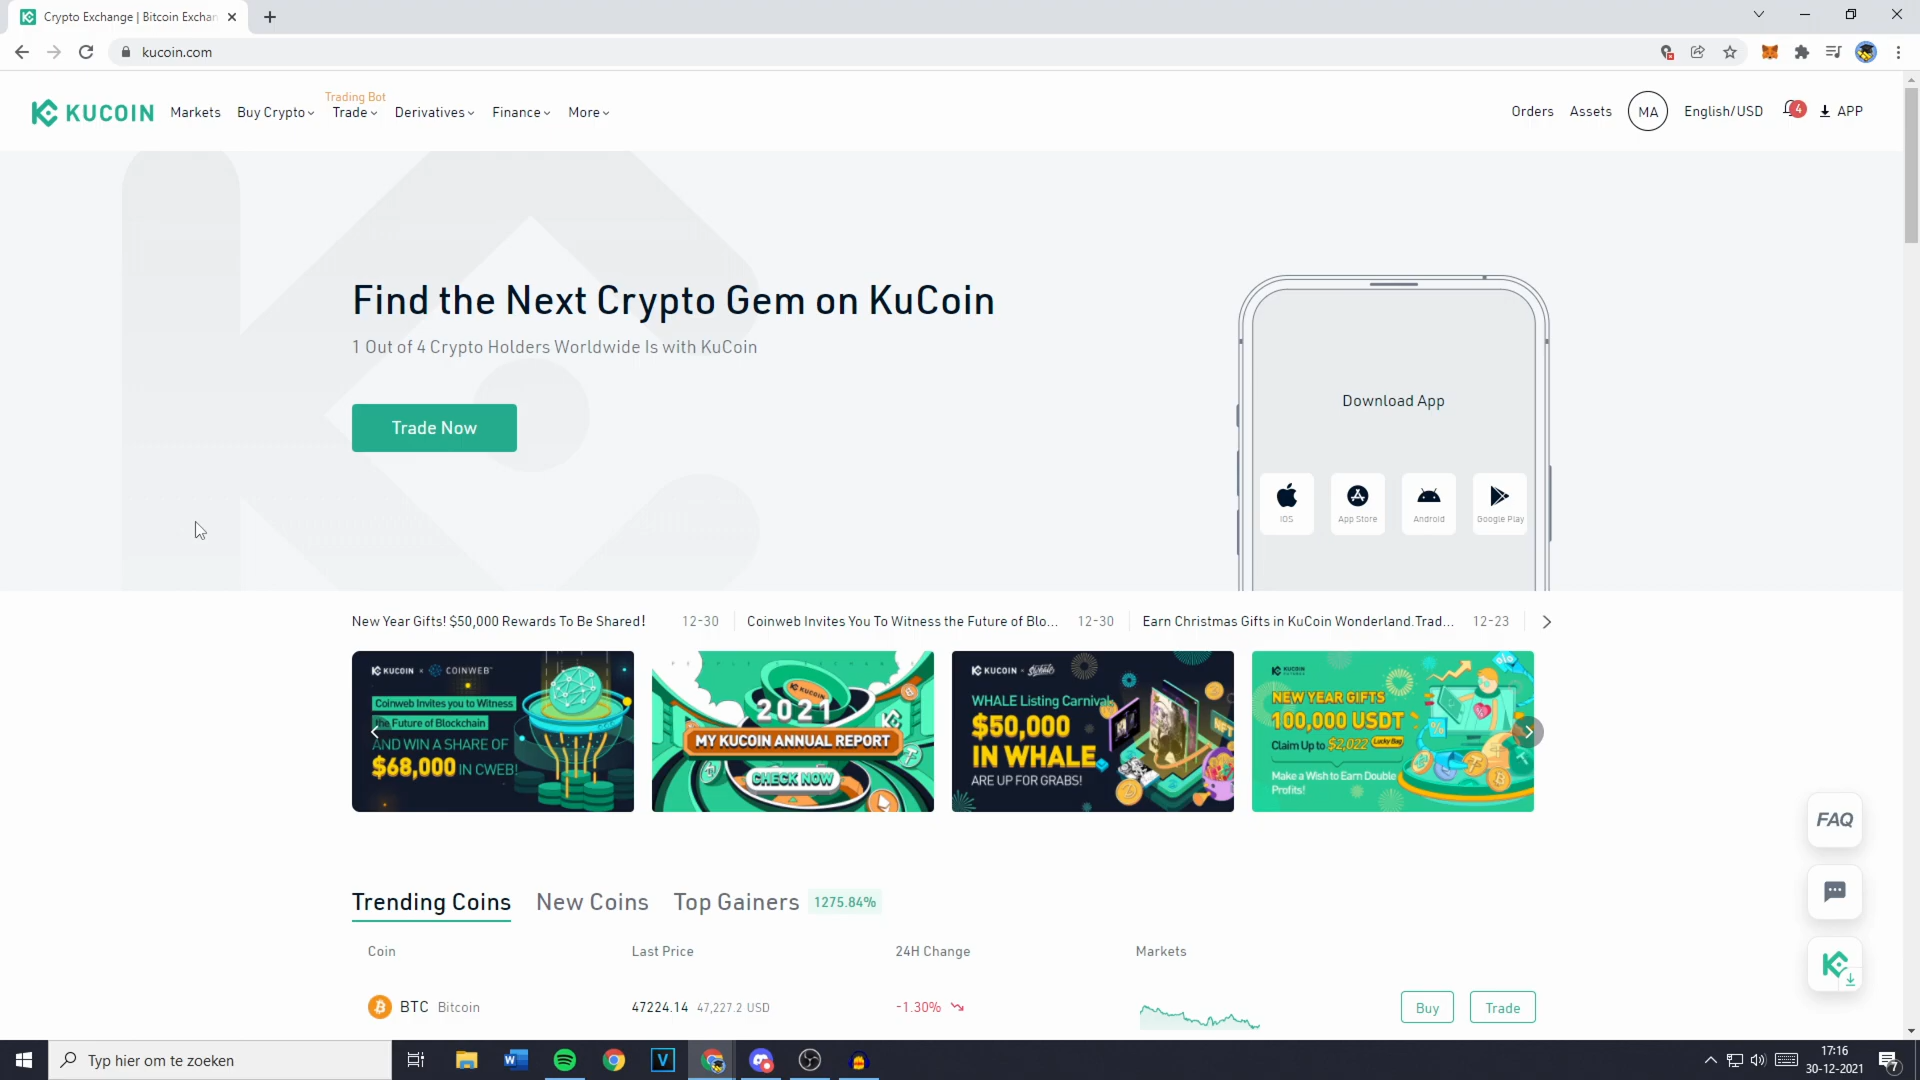 Crypto Exchange | Bitcoin Exchan
kucoin.com
KUCOIN
Markets
Buy Crypto
Trading Bot
Trade
Derivatives
Finance
More
Orders
Assets
MA
English/USD
4
APP
Find the Next Crypto Gem on KuCoin
1 Out of 4 Crypto Holders Worldwide Is with KuCoin
Trade Now
Download App
IOS
App Store
Android
Google Play
New Year Gifts! $50,000 Rewards To Be Shared!
12-30
Coinweb Invites You To Witness the Future of Blo...
12-30
Earn Christmas Gifts in KuCoin Wonderland.Trad...
12-23
KUCOIN × COINWEB
Coinweb Invites you to Witness
the Future of Blockchain
AND WIN A SHARE OF
$68,000 IN CWEB!
KUCOIN
2021
MY KUCOIN ANNUAL REPORT
CHECK NOW
KUCOIN ×
WHALE Listing Carnival:
$50,000
IN WHALE
ARE UP FOR GRABS!
KUCOIN
NEW YEAR GIFTS
100,000 USDT
Claim Up to $2,022 Lucky Bag
Make a Wish to Earn Double
Profits!
FAQ
Trending Coins
New Coins
Top Gainers
1275.84%
Coin
Last Price
24H Change
Markets
BTC Bitcoin
47224.14 47,227.2 USD
-1.30%
Buy
Trade
Typ hier om te zoeken
17:16
30-12-2021
7